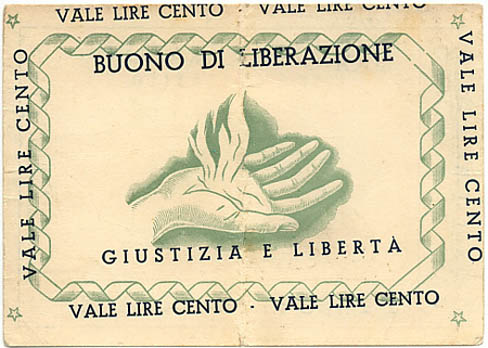 VALE LIRE CENTO · VALE LIRE CENTO
BUONO DI LIBERAZIONE
VALE LIRE CENTO
VALE LIRE CENTO
GIUSTIZIA E LIBERTÀ
VALE LIRE CENTO - VALE LIRE CENTO